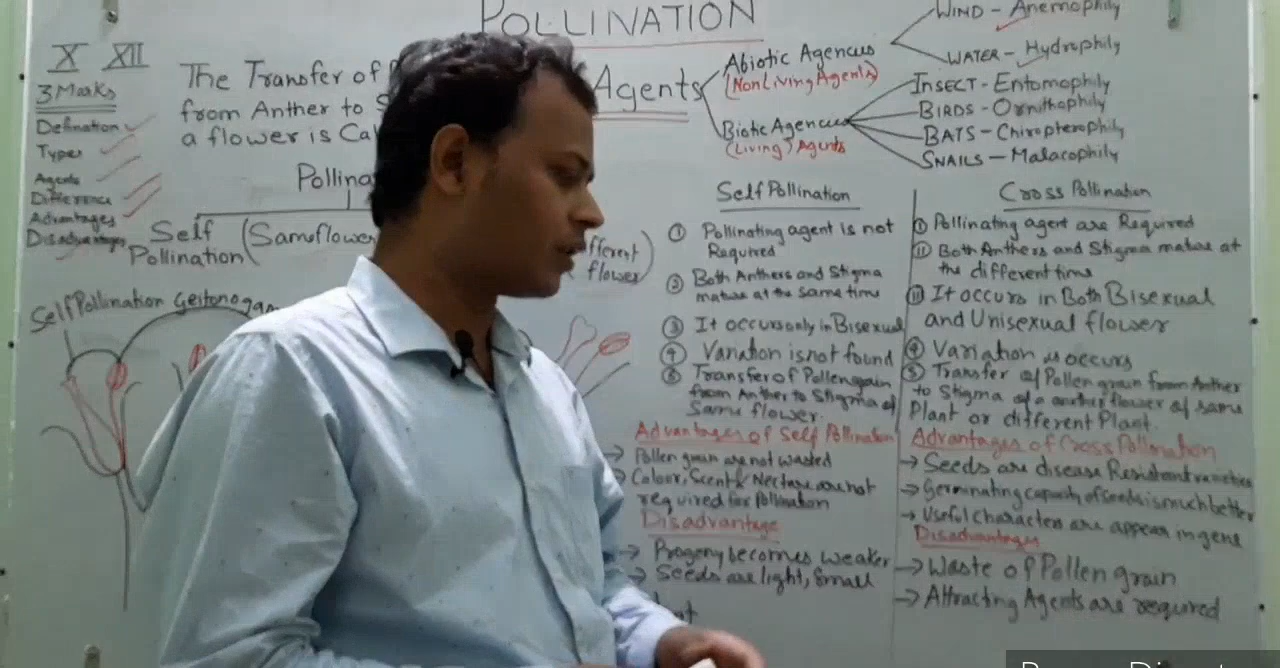 POLLINATION
X XII
3 Marks
Defination
Types
Agents
Difference
Advantages
Disadvantages
The Transfer of
from Anther to
a flower is
Self (Same flower
Pollination
fferent
flower)
Self Pollination Geitonogam
Agents
Abiotic Agencies
(Non Living Agents)
WIND - Anemophily
WATER - Hydrophily
Biotic Agencies
(Living) Agents
INSECT - Entomophily
BIRDS - Ornithophily
BATS - Chiropterophily
SNAILS - Malacophily
Self Pollination
① Pollinating agent is not
Required
② Both Anthers and Stigma
mature at the same time
③ It occurs only in Bisexual
④ Variation is not found
⑤ Transfer of Pollen grain
from Anther to Stigma of
Same flower.
Advantages of Self Pollination
→ Pollen grain are not wasted
→ Colour, Scent & Nectar are not
required for Pollination
Disadvantage
→ Progeny becomes weaker
→ Seeds are light, small
Cross Pollination
① Pollinating agent are Required
⑪ Both Anthers and Stigma mature at
the different time
⑪ It occurs in Both Bisexual
and Unisexual flower
④ Variation is occurs
⑤ Transfer of Pollen grain from Anther
to Stigma of a another flower of same
Plant or different Plant.
Advantages of Cross Pollination
→ Seeds are disease Resistant varieties
→ Germinating capacity of Seeds is much better
→ Useful Characters are appear in gene
Disadvantages
→ Waste of Pollen grain
→ Attracting Agents are required